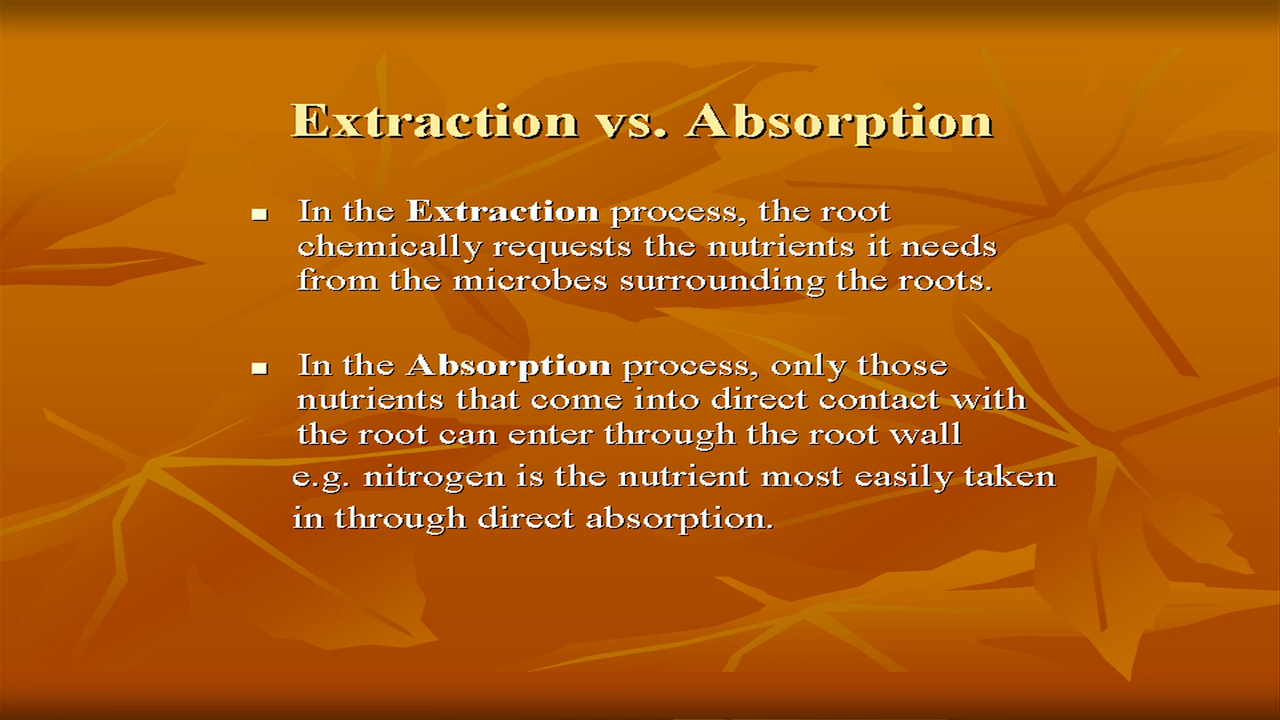 Extraction vs. Absorption
In the Extraction process, the root
chemically requests the nutrients it needs
from the microbes surrounding the roots.
In the Absorption process, only those
nutrients that come into direct contact with
the root can enter through the root wall
e.g. nitrogen is the nutrient most easily taken
in through direct absorption.